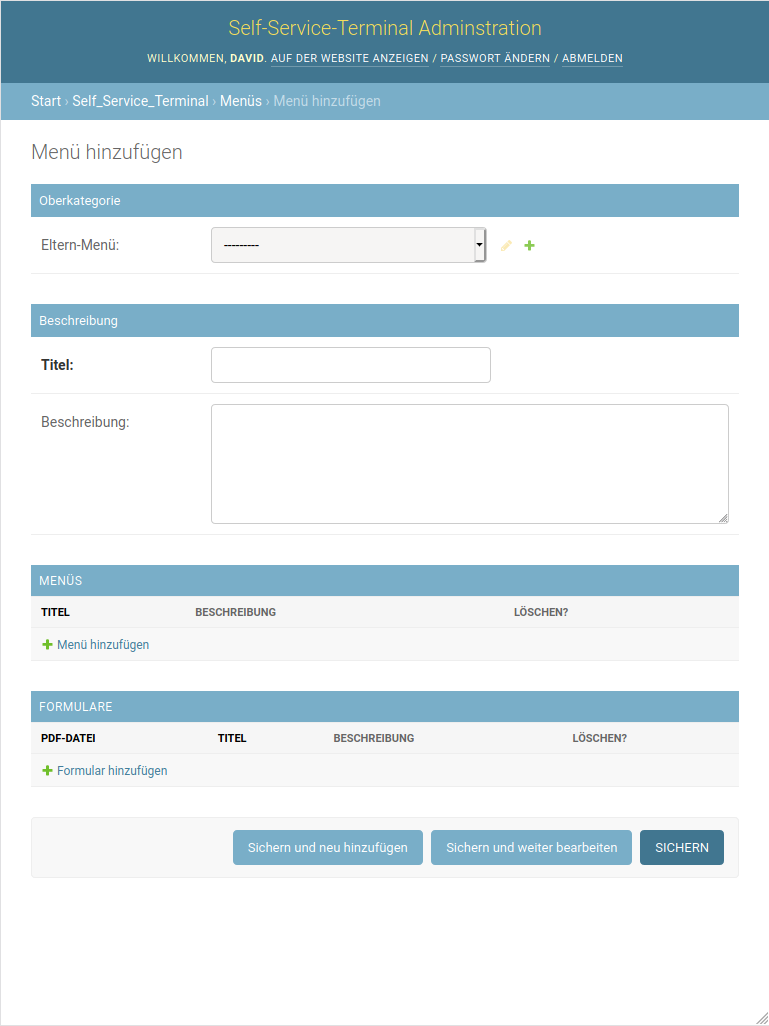 Self-Service-Terminal Adminstration
WILLKOMMEN, DAVID. AUF DER WEBSITE ANZEIGEN / PASSWORT ÄNDERN / ABMELDEN
Start › Self_Service_Terminal › Menüs › Menü hinzufügen
Menü hinzufügen
Oberkategorie
Eltern-Menü: ---------
Beschreibung
Titel:
Beschreibung:
MENÜS
TITEL BESCHREIBUNG LÖSCHEN?
Menü hinzufügen
FORMULARE
PDF-DATEI TITEL BESCHREIBUNG LÖSCHEN?
Formular hinzufügen
Sichern und neu hinzufügen Sichern und weiter bearbeiten SICHERN